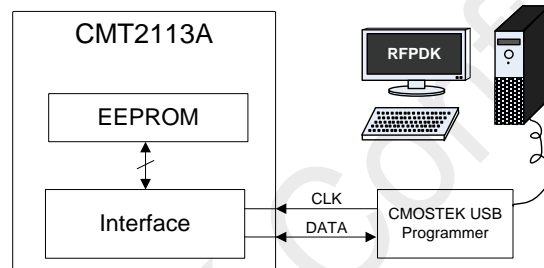 CMT2113A
RFPDK
EEPROM
Interface
CLK
DATA
CMOSTEK USB
Programmer